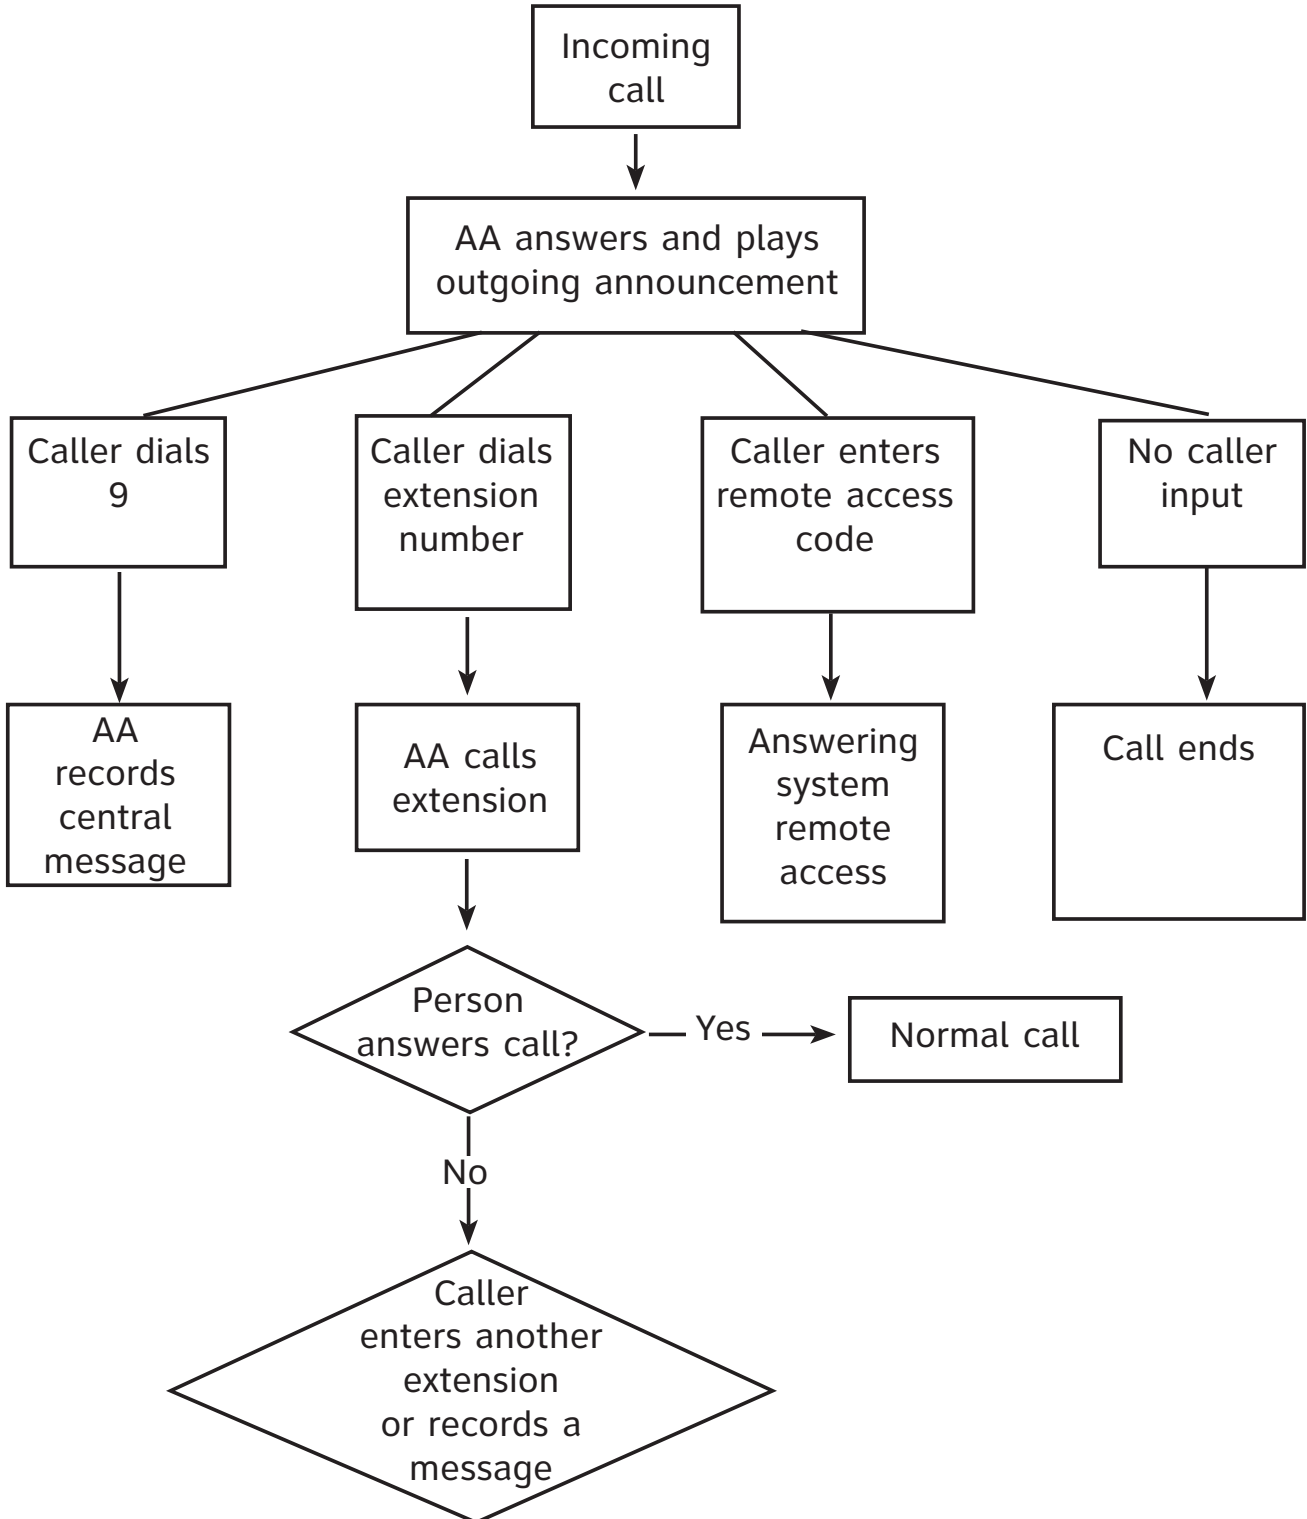 Incoming
call
AA answers and plays
outgoing announcement
Caller dials
9
Caller dials
extension
number
Caller enters
remote access
code
No caller
input
AA
records
central
message
AA calls
extension
Answering
system
remote
access
Call ends
Person
answers call?
Yes
Normal call
No
Caller
enters another
extension
or records a
message